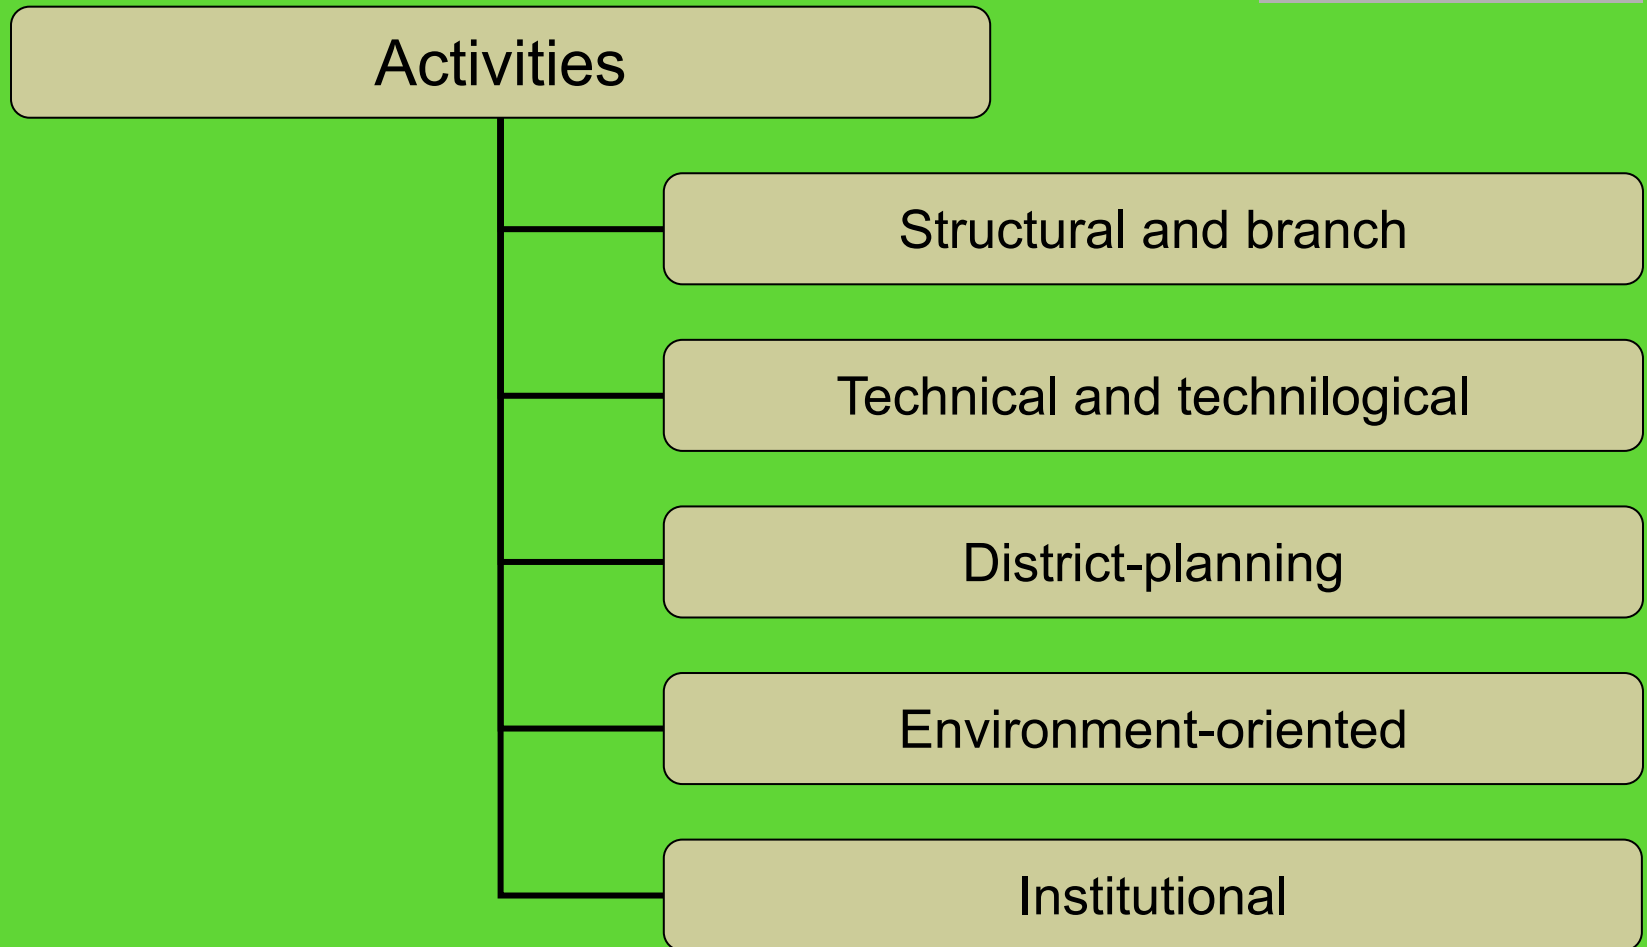 Activities
Structural and branch
Technical and technilogical
District-planning
Environment-oriented
Institutional